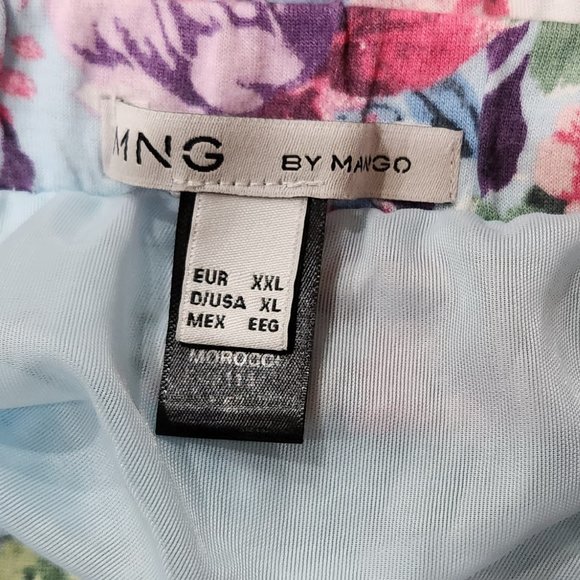 MNG BY MANGO
EUR XXL
D/USA XL
MEX EEG
MOROCCO